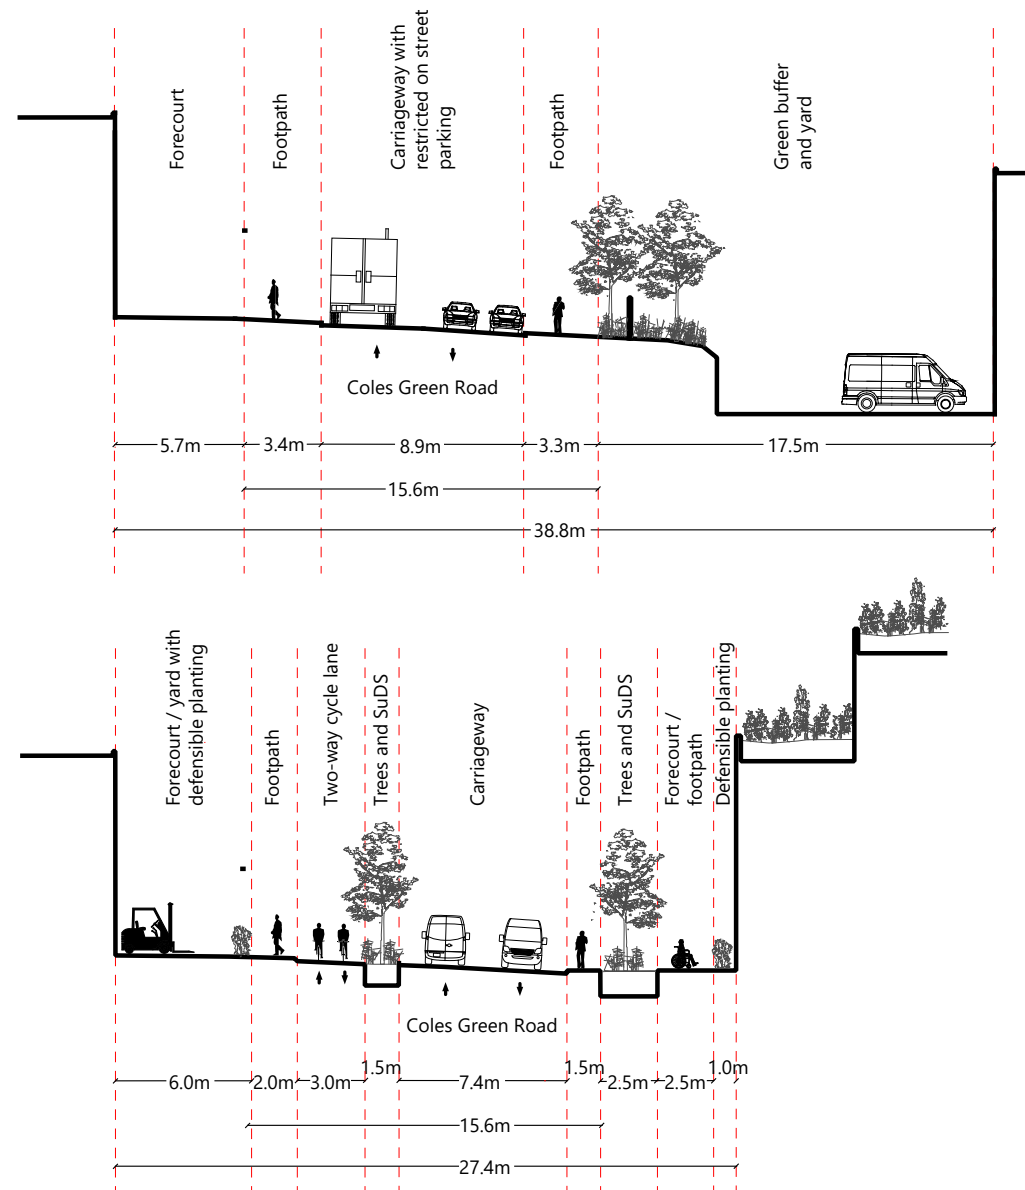 Forecourt
Footpath
Carriageway with
restricted on street
parking
Footpath
Green buffer
and yard
Coles Green Road
5.7m
3.4m
8.9m
3.3m
17.5m
15.6m
38.8m
Forecourt / yard with
defensible planting
Footpath
Two-way cycle lane
Trees and SuDS
Carriageway
Footpath
Trees and SuDS
Forecourt /
footpath
Defensible planting
Coles Green Road
6.0m
2.0m
3.0m
1.5m
7.4m
1.5m
2.5m
2.5m
1.0m
15.6m
27.4m